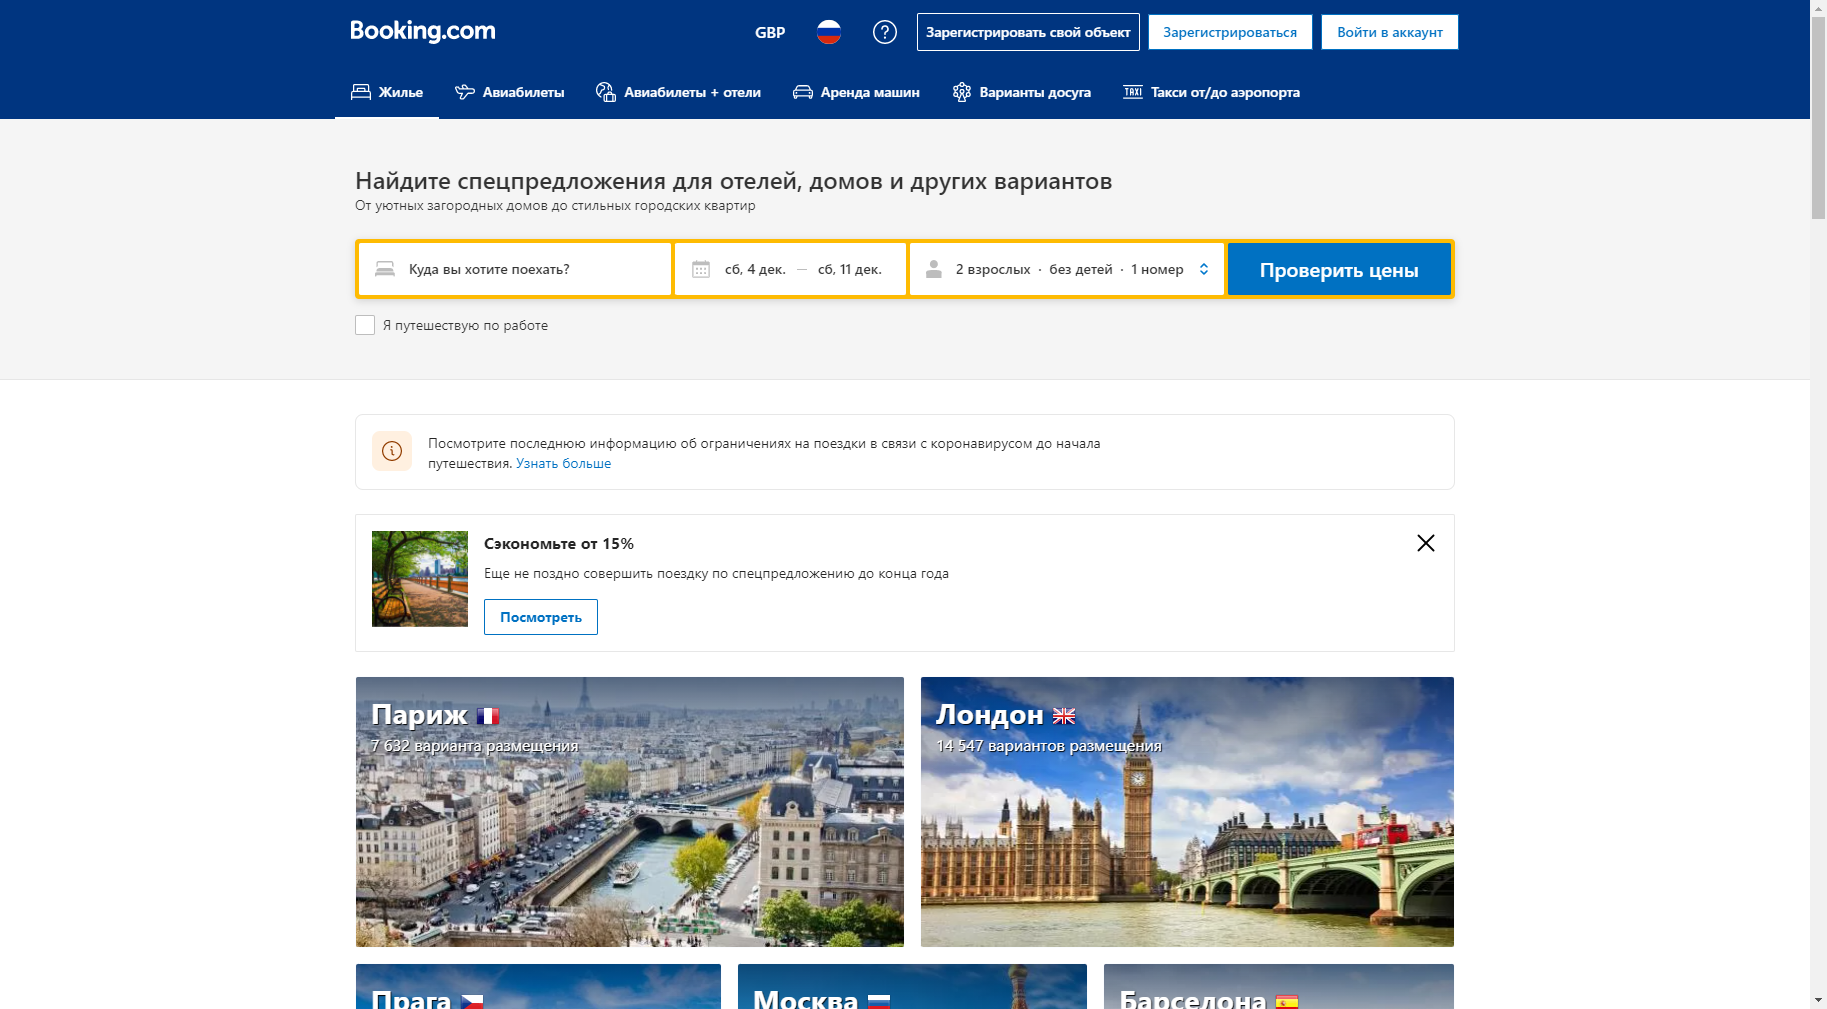 Booking.com
GBP
Зарегистрировать свой объект
Зарегистрироваться
Войти в аккаунт
Жилье
Авиабилеты
Авиабилеты + отели
Аренда машин
Варианты досуга
TAXI
Такси от/до аэропорта
Найдите спецпредложения для отелей, домов и других вариантов
От уютных загородных домов до стильных городских квартир
Куда вы хотите поехать?
сб, 4 дек. — сб, 11 дек.
2 взрослых · без детей · 1 номер
Проверить цены
Я путешествую по работе
Посмотрите последнюю информацию об ограничениях на поездки в связи с коронавирусом до начала
путешествия. Узнать больше
Сэкономьте от 15%
Еще не поздно совершить поездку по спецпредложению до конца года
Посмотреть
Париж
7 632 варианта размещения
Лондон
14 547 вариантов размещения
Прага
Москва
Барселона